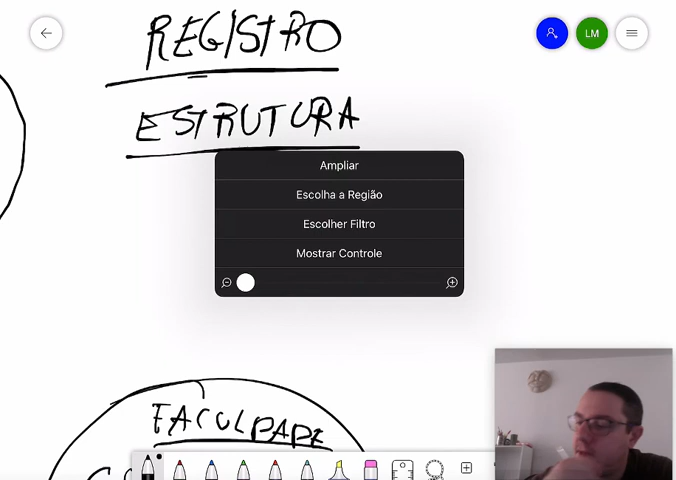 REGISTRO
LM
ESTRUTURA
Ampliar
Escolha a Região
Escolher Filtro
Mostrar Controle
FACULDADE